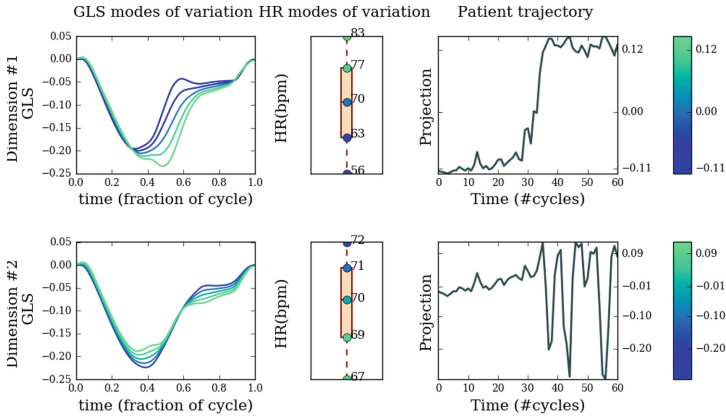 GLS modes of variation HR modes of variation Patient trajectory
Dimension #1
GLS
0.05
0.00
−0.05
−0.10
−0.15
−0.20
−0.25
0.0 0.2 0.4 0.6 0.8 1.0
time (fraction of cycle)
HR(bpm)
83
77
70
63
56
Projection
0.12
0.00
−0.11
0 10 20 30 40 50 60
Time (#cycles)
0.12
0.00
−0.11
Dimension #2
GLS
0.05
0.00
−0.05
−0.10
−0.15
−0.20
−0.25
0.0 0.2 0.4 0.6 0.8 1.0
time (fraction of cycle)
HR(bpm)
72
71
70
69
67
Projection
0.09
−0.01
−0.10
−0.20
0 10 20 30 40 50 60
Time (#cycles)
0.09
−0.01
−0.10
−0.20